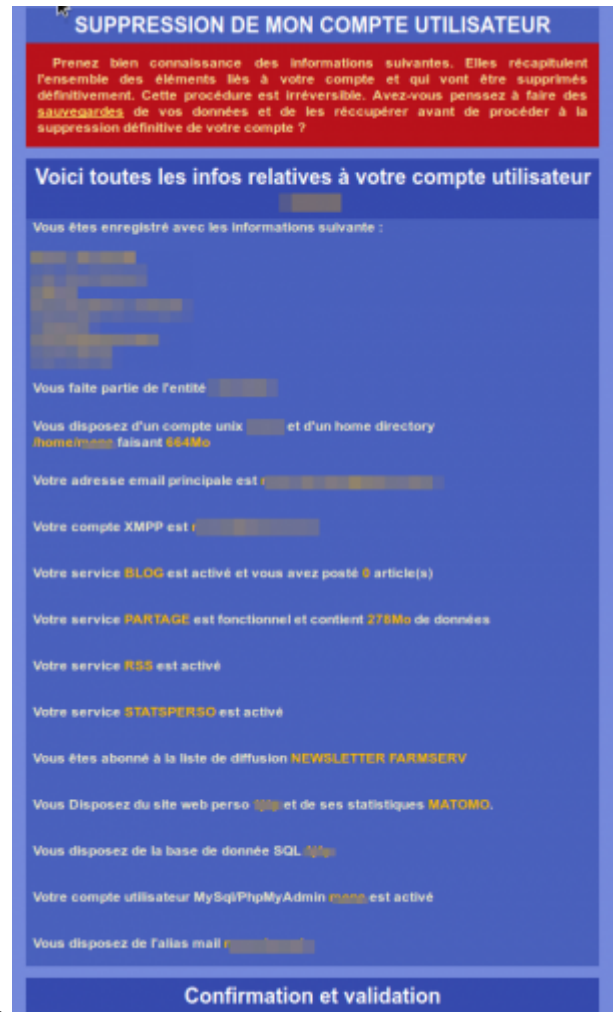 SUPPRESSION DE MON COMPTE UTILISATEUR
Prenez bien connaissance des informations suivantes. Elles récapitulent
l'ensemble des éléments liès à votre compte et qui vont être supprimés
définitivement. Cette procédure est irréversible. Avez-vous penssez à faire des
sauvegardes de vos données et de les réccupérer avant de procéder à la
suppression définitive de votre compte ?
Voici toutes les infos relatives à votre compte utilisateur
Vous êtes enregistré avec les informations suivante :
Vous faite partie de l'entité
Vous disposez d'un compte unix et d'un home directory
/home/ faisant 664Mo
Votre adresse email principale est
Votre compte XMPP est
Votre service BLOG est activé et vous avez posté 0 article(s)
Votre service PARTAGE est fonctionnel et contient 278Mo de données
Votre service RSS est activé
Votre service STATSPERSO est activé
Vous êtes abonné à la liste de diffusion NEWSLETTER FARMSERV
Vous Disposez du site web perso et de ses statistiques MATOMO.
Vous disposez de la base de donnée SQL
Votre compte utilisateur MySql/PhpMyAdmin est activé
Vous disposez de l'alias mail
Confirmation et validation